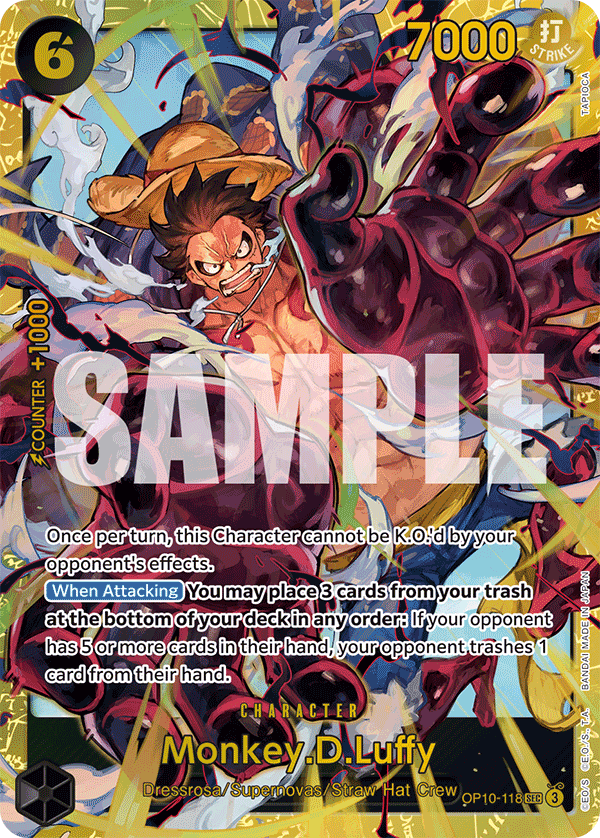 6
7000
打
STRIKE
TAPIOCA
COUNTER +1000
SAMPLE
Once per turn, this Character cannot be K.O.'d by your
opponent's effects.
When Attacking You may place 3 cards from your trash
at the bottom of your deck in any order: If your opponent
has 5 or more cards in their hand, your opponent trashes 1
card from their hand.
CHARACTER
Monkey.D.Luffy
Dressrosa/Supernovas/Straw Hat Crew
OP10-118 SEC 3
©E.O/S. ©E.O./S., T.A. BANDAI MADE IN JAPAN